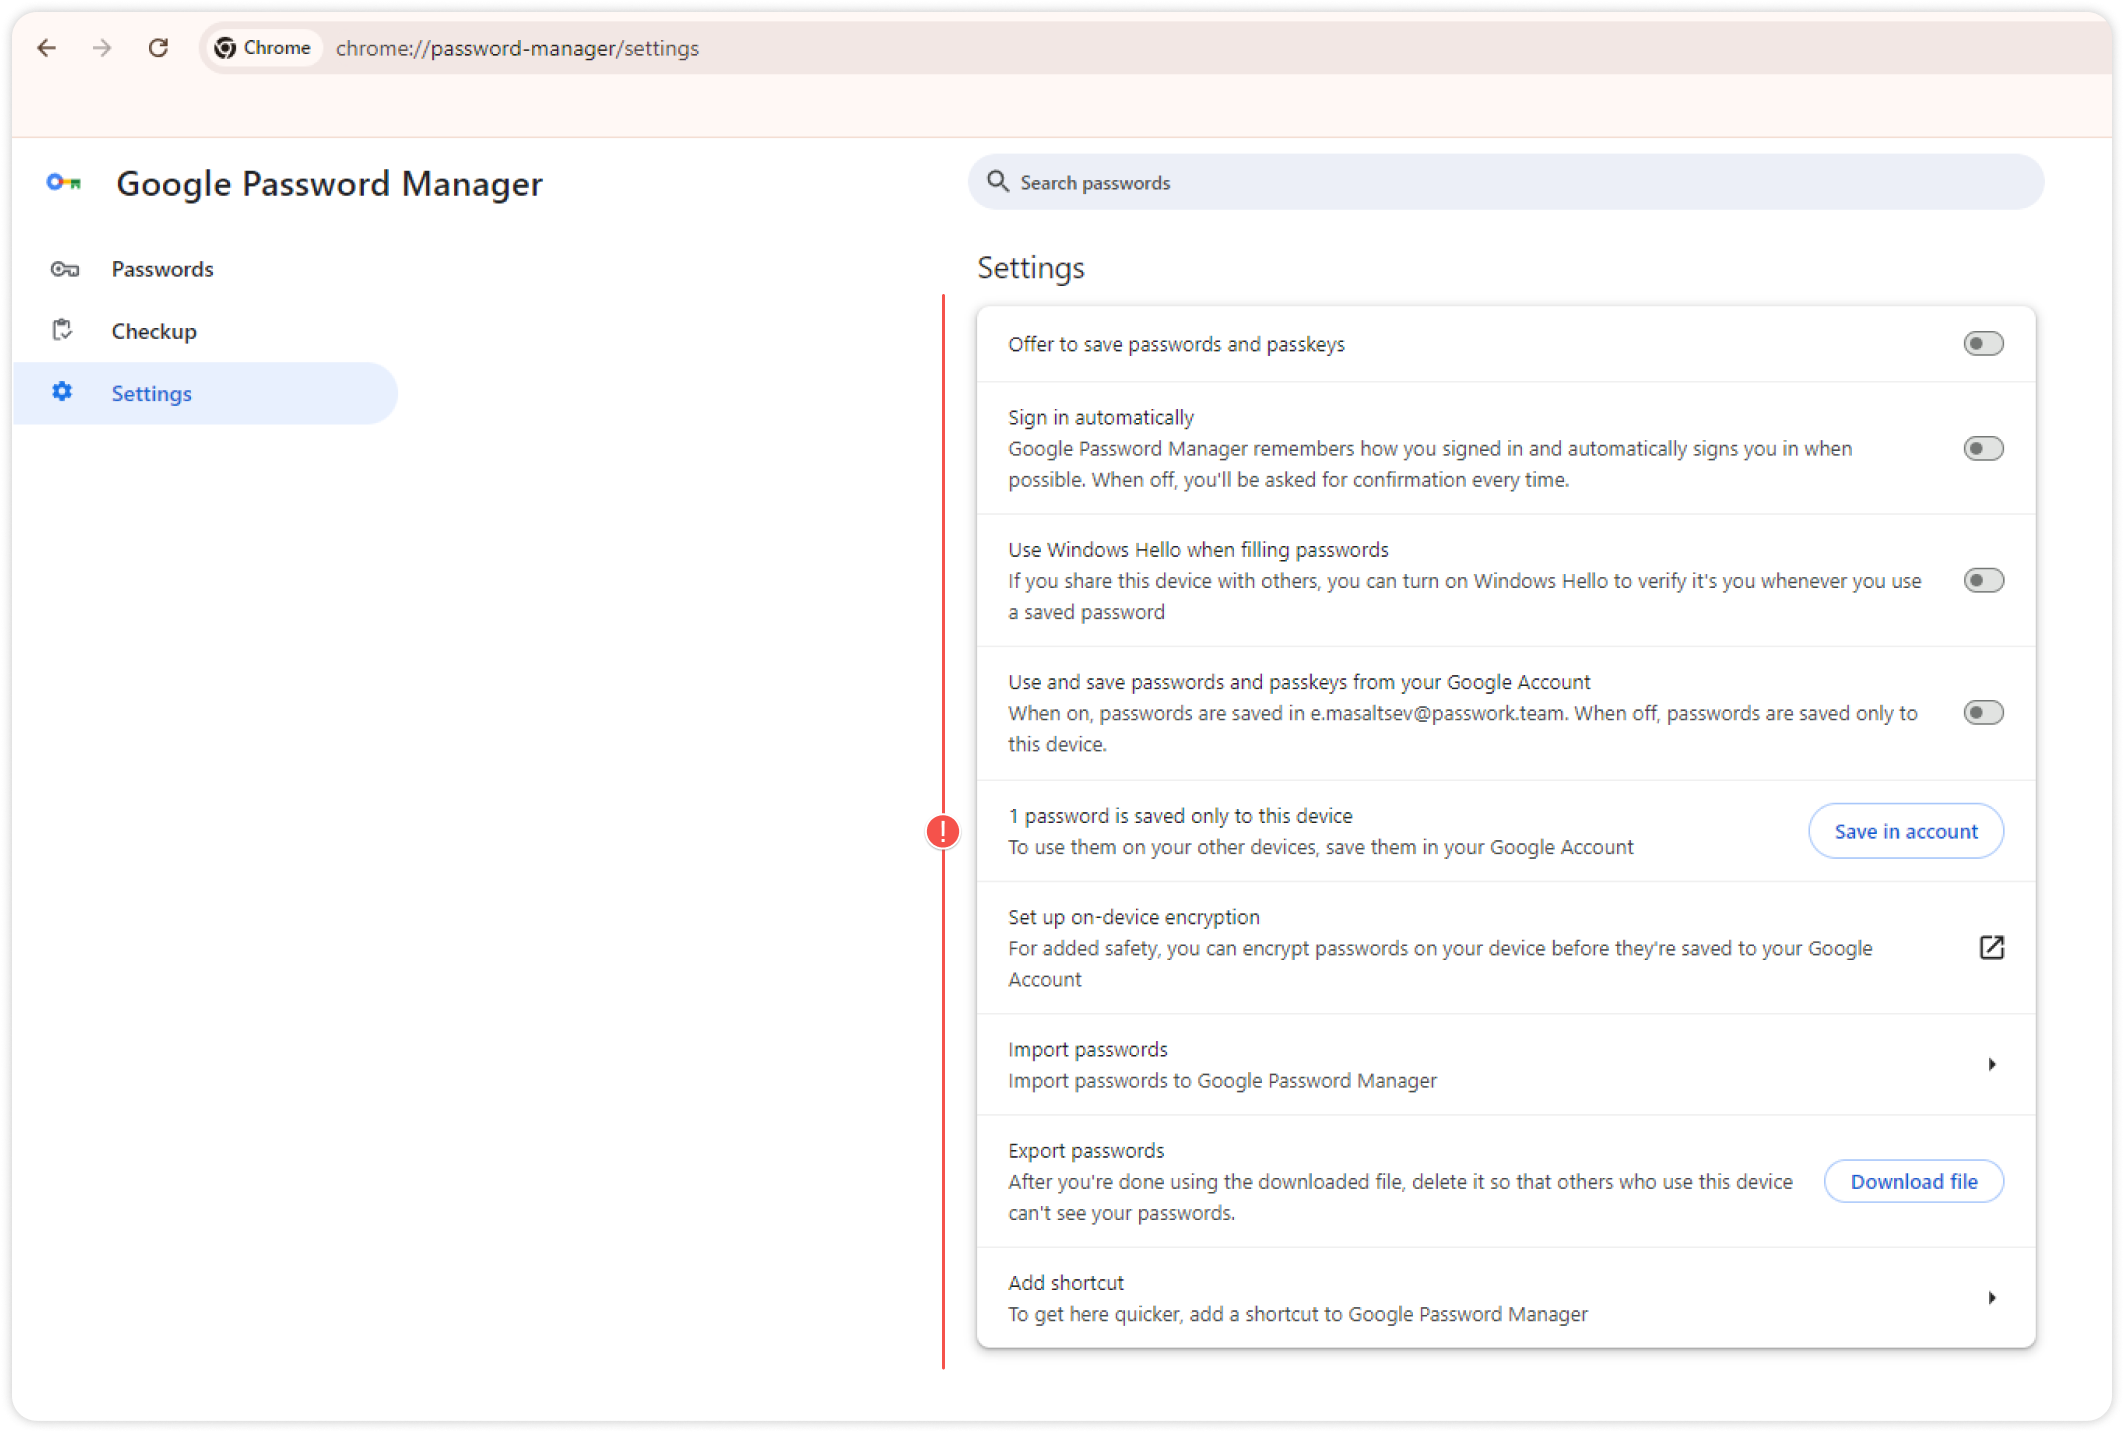 Chrome chrome://password-manager/settings
Google Password Manager
Search passwords
Passwords
Checkup
Settings
Settings
Offer to save passwords and passkeys
Sign in automatically
Google Password Manager remembers how you signed in and automatically signs you in when
possible. When off, you'll be asked for confirmation every time.
Use Windows Hello when filling passwords
If you share this device with others, you can turn on Windows Hello to verify it's you whenever you use
a saved password
Use and save passwords and passkeys from your Google Account
When on, passwords are saved in e.masaltsev@passwork.team. When off, passwords are saved only to
this device.
1 password is saved only to this device
To use them on your other devices, save them in your Google Account
Save in account
Set up on-device encryption
For added safety, you can encrypt passwords on your device before they're saved to your Google
Account
Import passwords
Import passwords to Google Password Manager
Export passwords
After you're done using the downloaded file, delete it so that others who use this device
can't see your passwords.
Download file
Add shortcut
To get here quicker, add a shortcut to Google Password Manager